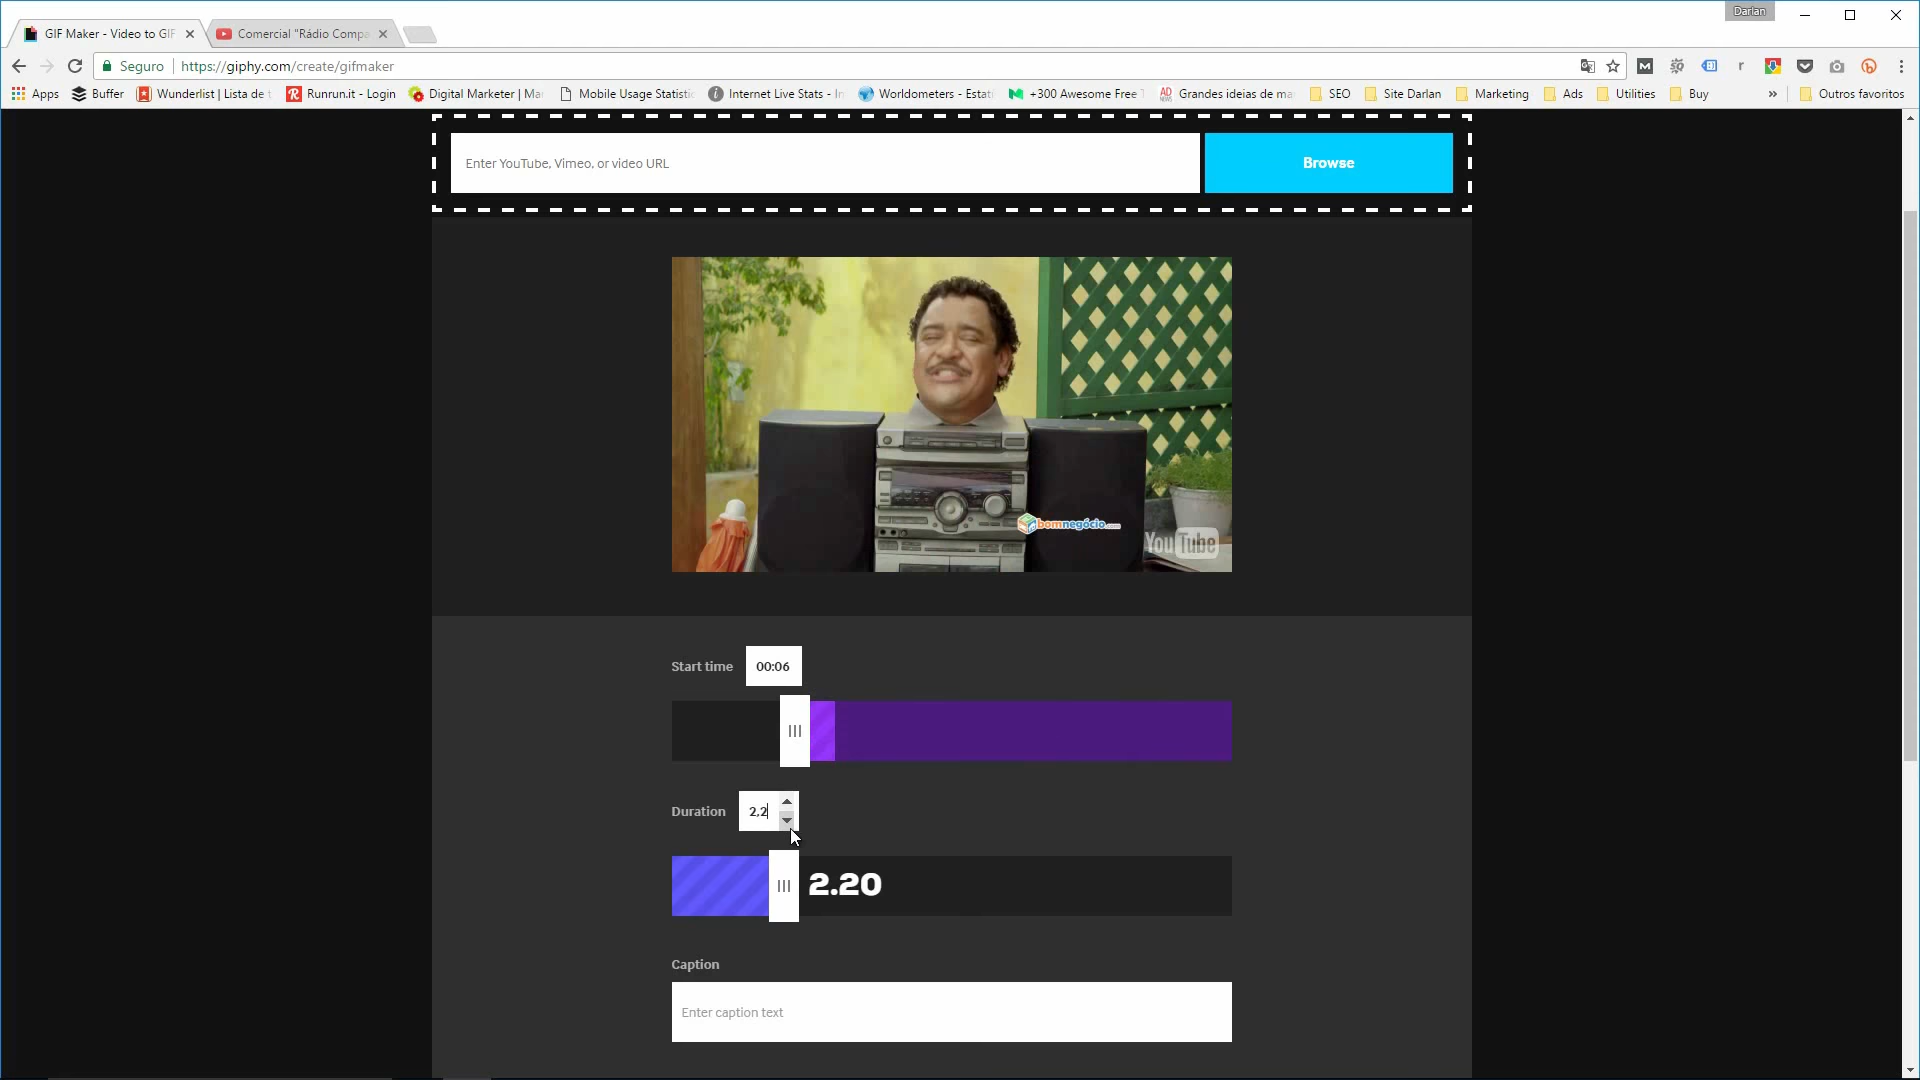 Darlan
GIF Maker - Video to GIF
Comercial "Rádio Compa
Seguro
https://giphy.com/create/gifmaker
Apps
Buffer
Wunderlist | Lista de t
Runrun.it - Login
Digital Marketer | Ma
Mobile Usage Statistic
Internet Live Stats - In
Worldometers - Estati
+300 Awesome Free T
Grandes ideias de ma
SEO
Site Darlan
Marketing
Ads
Utilities
Buy
»
Outros favoritos
Enter YouTube, Vimeo, or video URL
Browse
bomnegócio.com
YouTube
Start time
00:06
Duration
2,2
2.20
Caption
Enter caption text